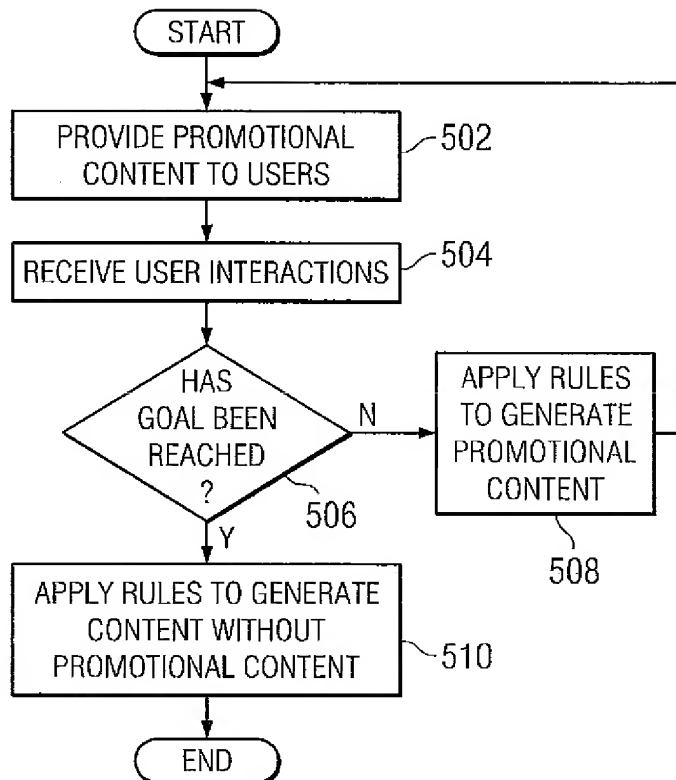 START
PROVIDE PROMOTIONAL
CONTENT TO USERS
502
RECEIVE USER INTERACTIONS
504
HAS
GOAL BEEN
REACHED
?
506
N
APPLY RULES
TO GENERATE
PROMOTIONAL
CONTENT
508
Y
APPLY RULES TO GENERATE
CONTENT WITHOUT
PROMOTIONAL CONTENT
510
END